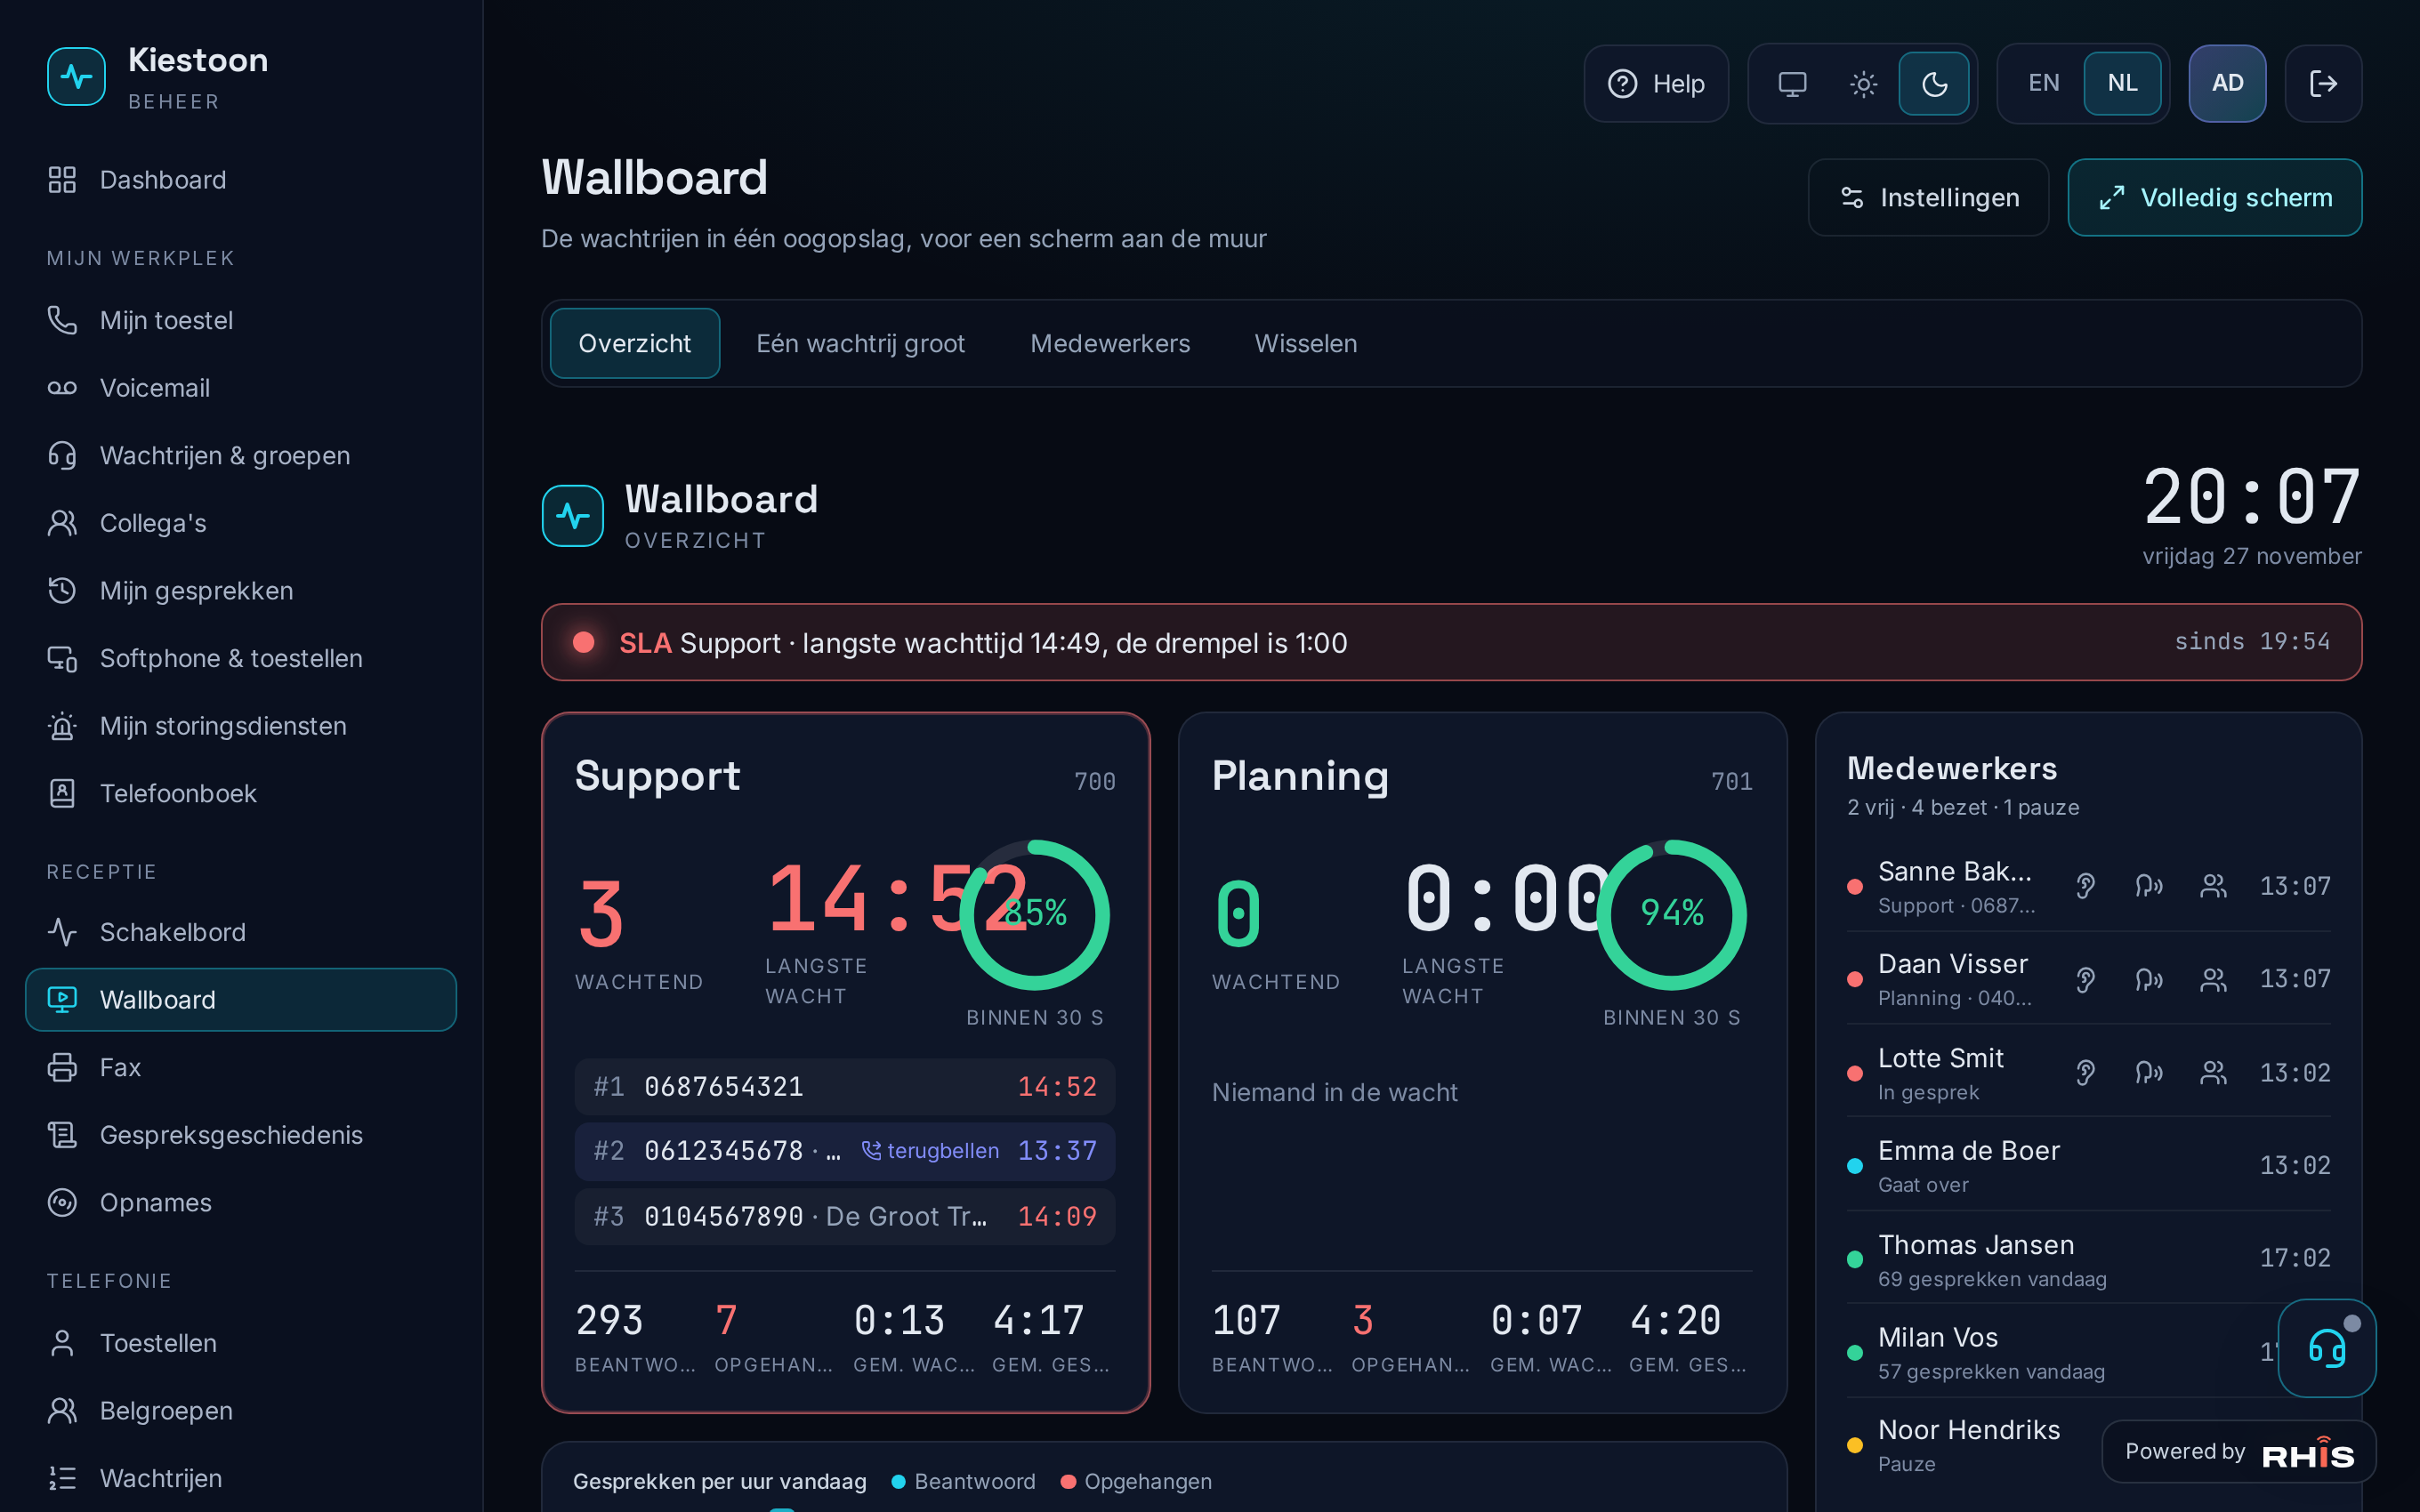 Kiestoon
BEHEER
Dashboard
MIJN WERKPLEK
Mijn toestel
Voicemail
Wachtrijen & groepen
Collega's
Mijn gesprekken
Softphone & toestellen
Mijn storingsdiensten
Telefoonboek
RECEPTIE
Schakelbord
Wallboard
Fax
Gespreksgeschiedenis
Opnames
TELEFONIE
Toestellen
Belgroepen
Wachtrijen
Help
EN
NL
AD
Wallboard
De wachtrijen in één oogopslag, voor een scherm aan de muur
Instellingen
Volledig scherm
Overzicht
Eén wachtrij groot
Medewerkers
Wisselen
Wallboard
OVERZICHT
20:07
vrijdag 27 november
SLA Support · langste wachttijd 14:49, de drempel is 1:00
sinds 19:54
Support
700
3
WACHTEND
14:52
LANGSTE
WACHT
85%
BINNEN 30 S
#1 0687654321 14:52
#2 0612345678 · … terugbellen 13:37
#3 0104567890 · De Groot Tr… 14:09
293
BEANTWO…
7
OPGEHAN…
0:13
GEM. WAC…
4:17
GEM. GES…
Planning
701
0
WACHTEND
0:00
LANGSTE
WACHT
94%
BINNEN 30 S
Niemand in de wacht
107
BEANTWO…
3
OPGEHAN…
0:07
GEM. WAC…
4:20
GEM. GES…
Medewerkers
2 vrij · 4 bezet · 1 pauze
Sanne Bak…
Support · 0687…
13:07
Daan Visser
Planning · 040…
13:07
Lotte Smit
In gesprek
13:02
Emma de Boer
Gaat over
13:02
Thomas Jansen
69 gesprekken vandaag
17:02
Milan Vos
57 gesprekken vandaag
Noor Hendriks
Pauze
Gesprekken per uur vandaag
Beantwoord
Opgehangen
Powered by RHIS